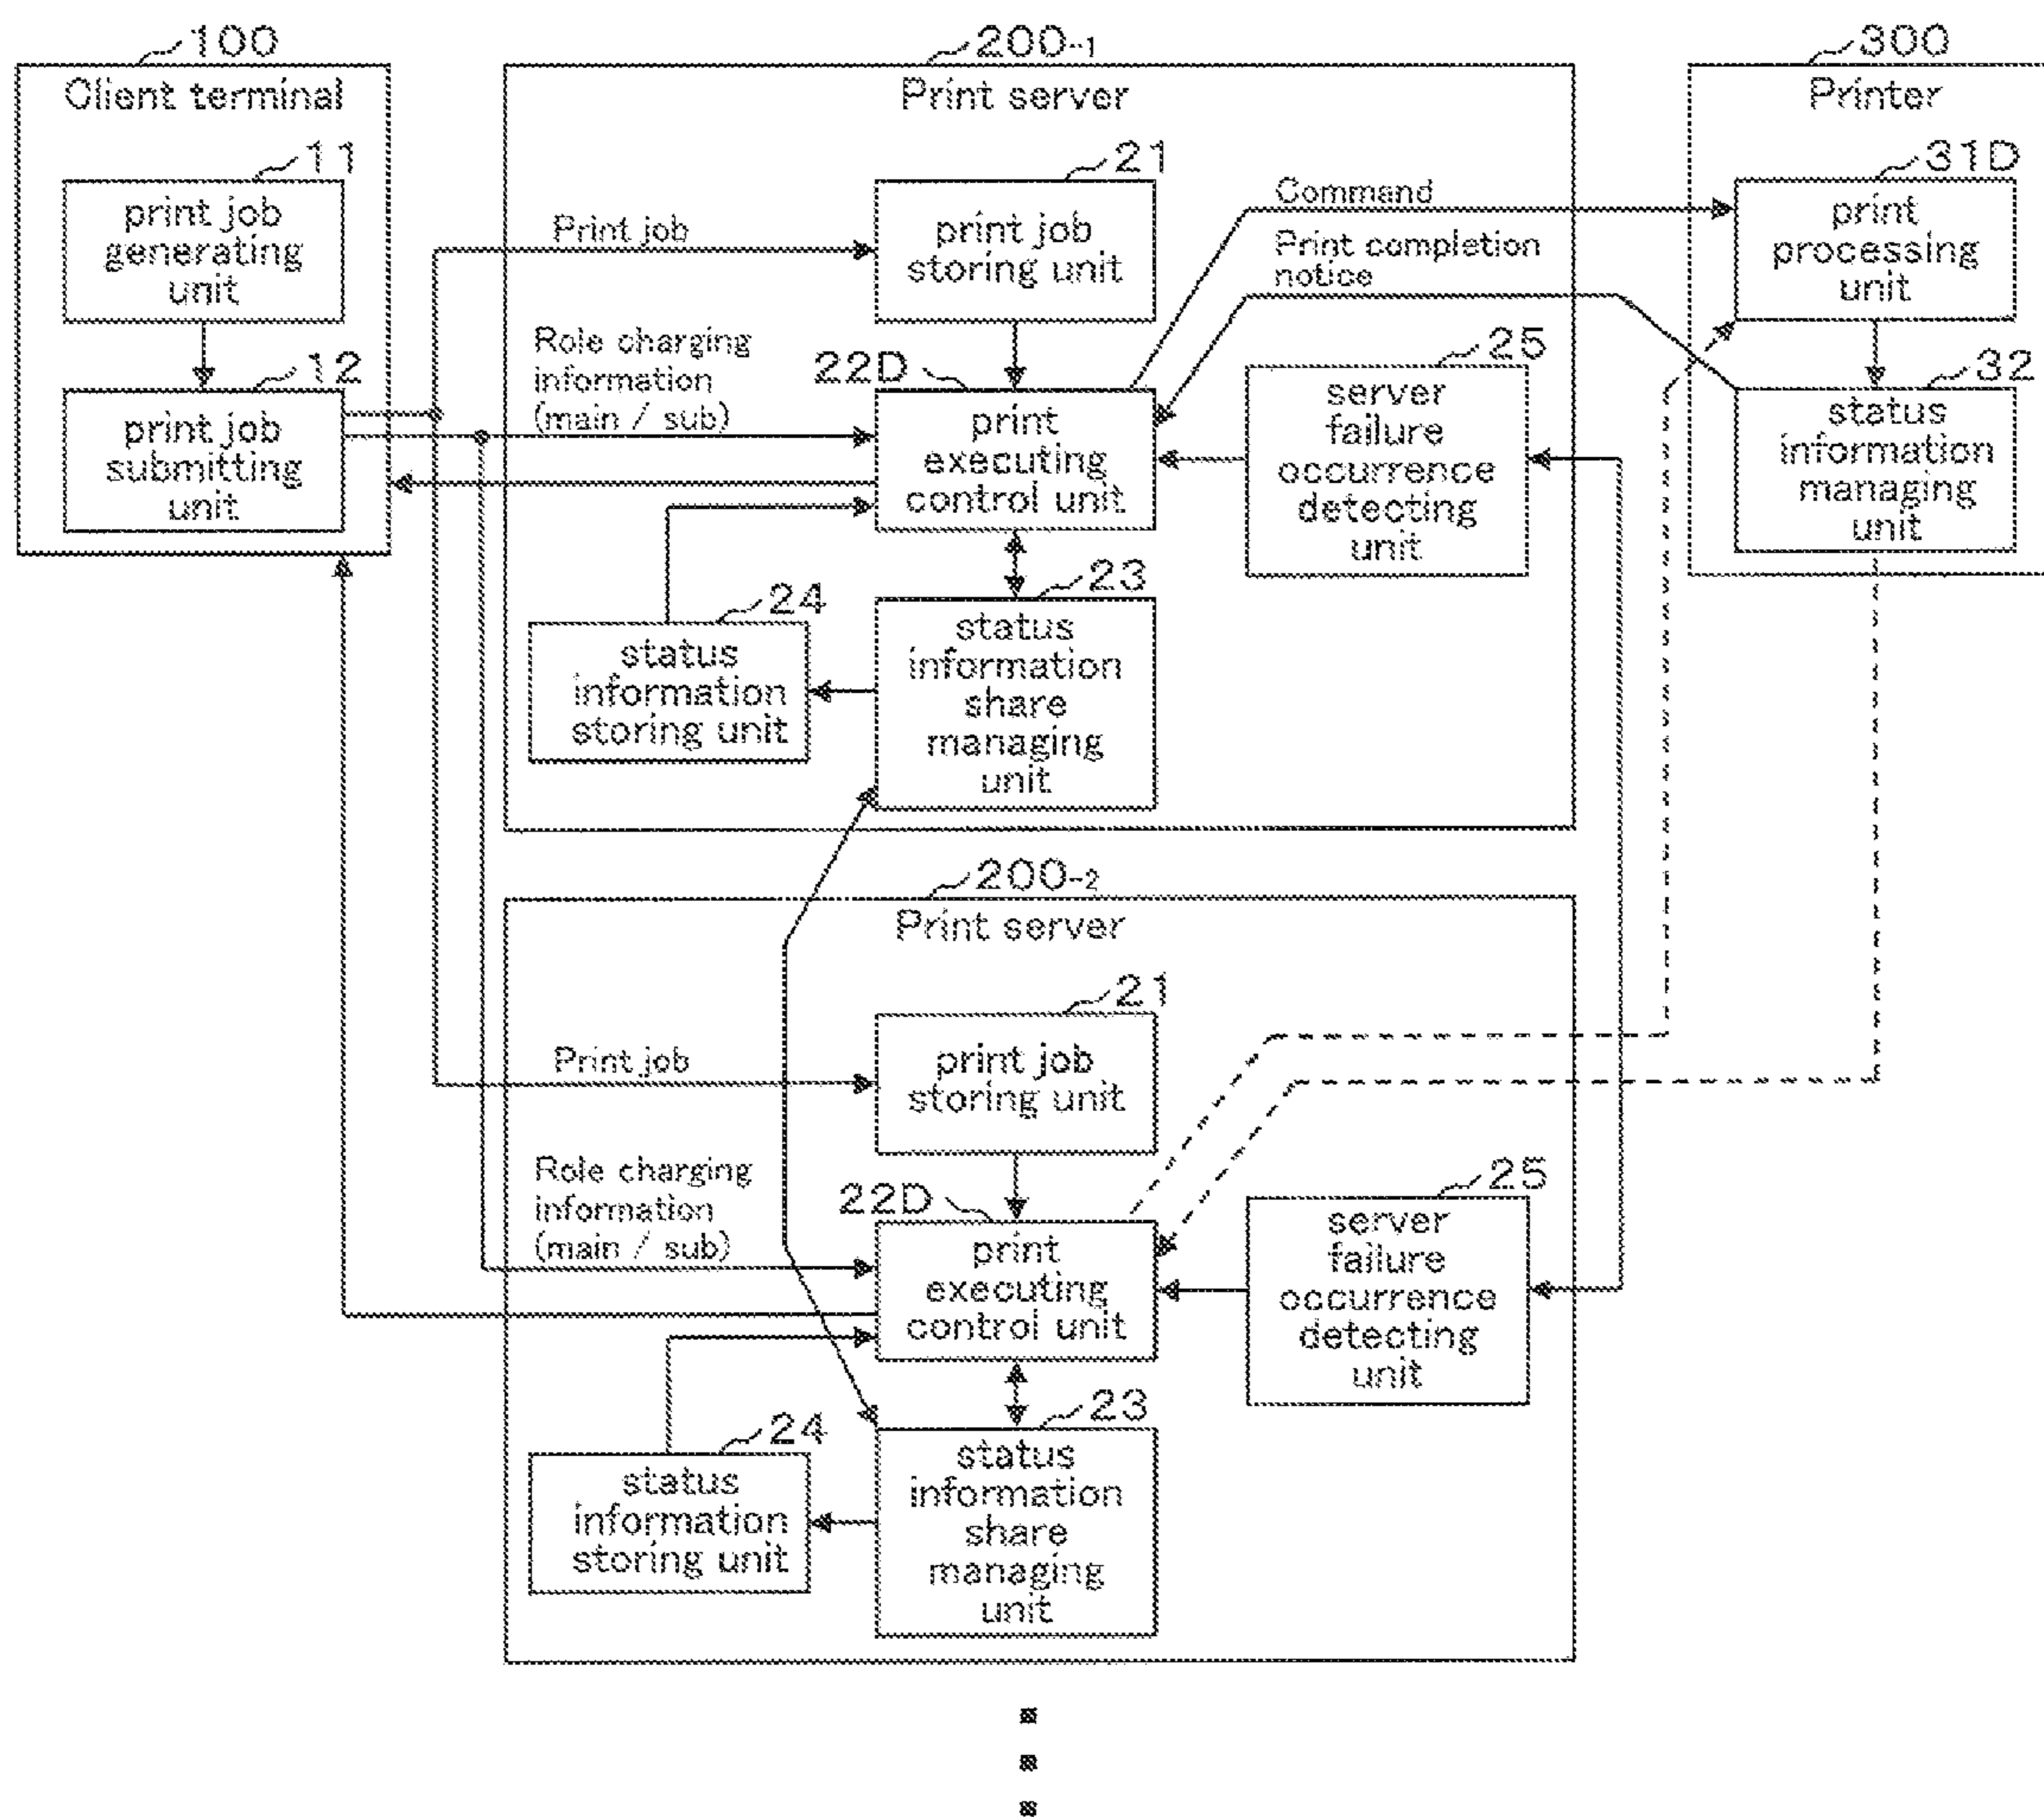 100
Client terminal
11
print job
generating
unit
12
print job
submitting
unit
200-1
Print server
Print job
21
print job
storing unit
Role charging
information
(main / sub)
22D
print
executing
control unit
25
server
failure
occurrence
detecting
unit
24
status
information
storing unit
23
status
information
share
managing
unit
Command
Print completion
notice
300
Printer
31D
print
processing
unit
32
status
information
managing
unit
200-2
Print server
Print job
21
print job
storing unit
Role charging
information
(main / sub)
22D
print
executing
control unit
25
server
failure
occurrence
detecting
unit
24
status
information
storing unit
23
status
information
share
managing
unit